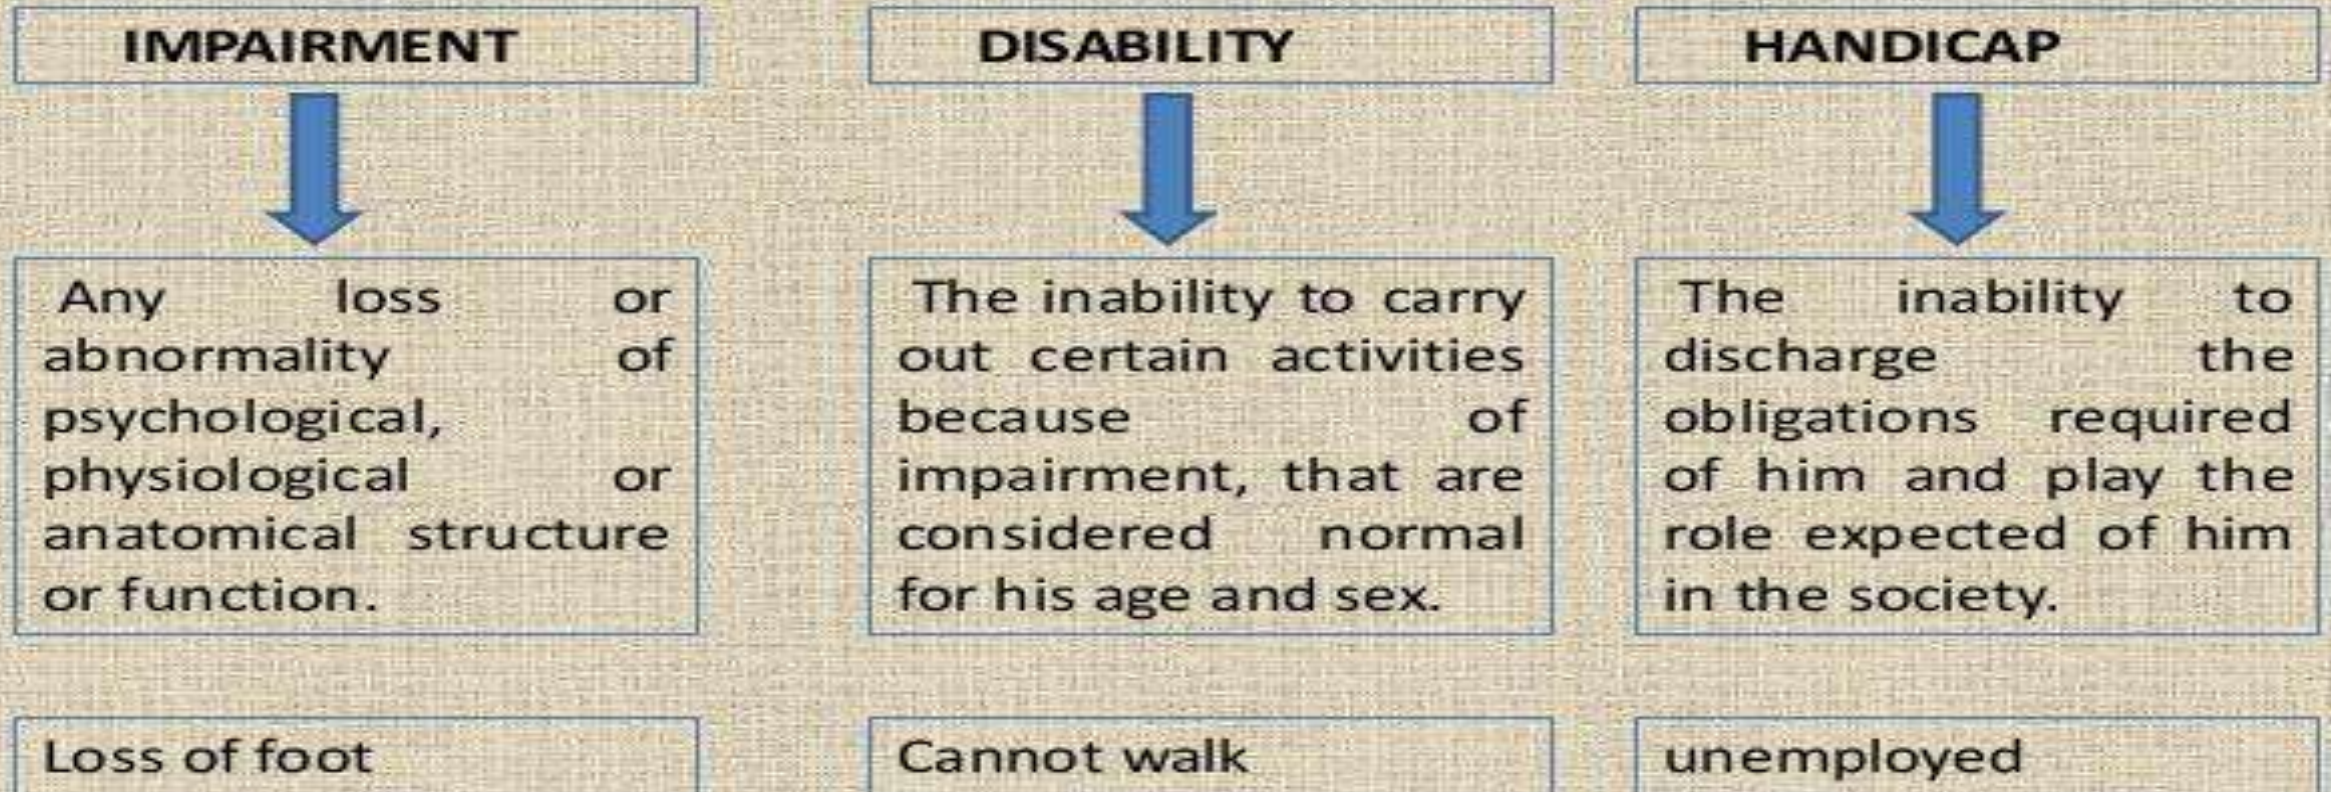 IMPAIRMENT
Any loss or
abnormality of
psychological,
physiological or
anatomical structure
or function.
Loss of foot
DISABILITY
The inability to carry
out certain activities
because of
impairment, that are
considered normal
for his age and sex.
Cannot walk
HANDICAP
The inability to
discharge the
obligations required
of him and play the
role expected of him
in the society.
unemployed